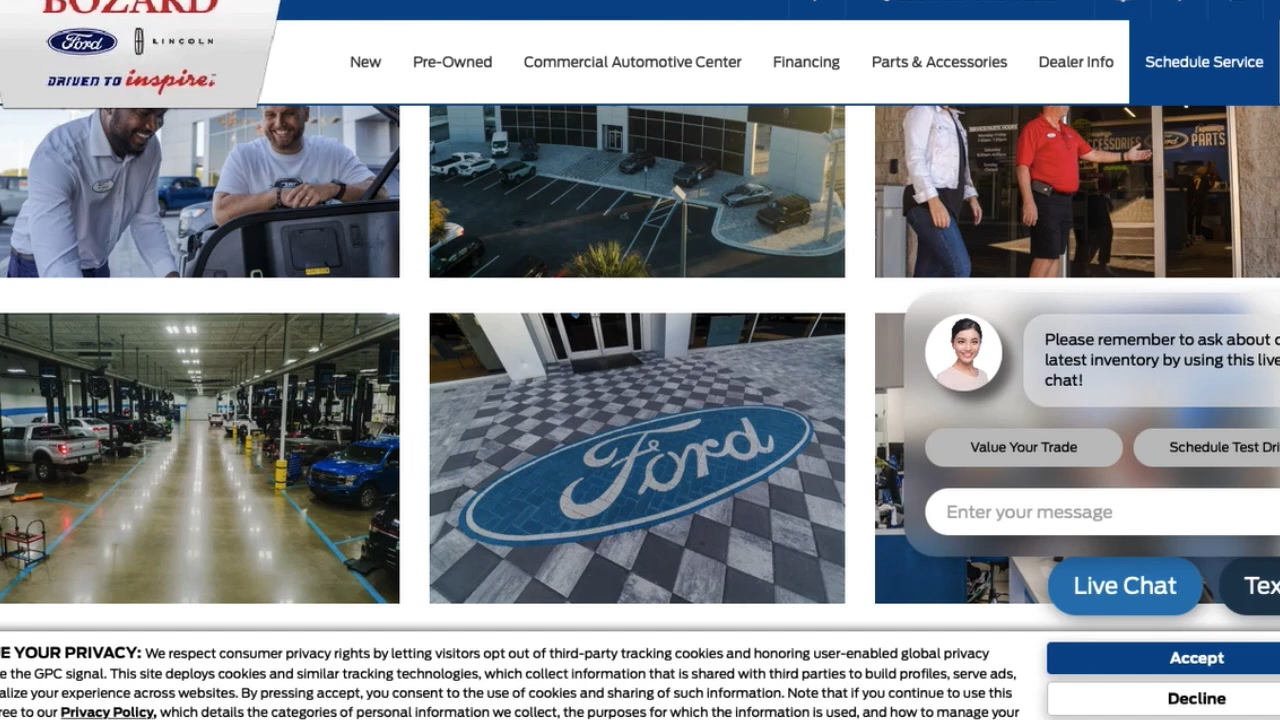 BOZARD
Ford LINCOLN
DRIVEN TO inspire.
New Pre-Owned Commercial Automotive Center Financing Parts & Accessories Dealer Info Schedule Service
Ford PARTS
Ford
Please remember to ask about
latest inventory by using this live
chat!
Value Your Trade
Schedule Test
Enter your message
Live Chat
YOUR PRIVACY: We respect consumer privacy rights by letting visitors opt out of third-party tracking cookies and honoring user-enabled global privacy
the GPC signal. This site deploys cookies and similar tracking technologies, which collect information that is shared with third parties to build profiles, serve ads,
your experience across websites. By pressing accept, you consent to the use of cookies and sharing of such information. Note that if you continue to use this
to our Privacy Policy, which details the categories of personal information we collect, the purposes for which the information is used, and how to manage your
Accept
Decline